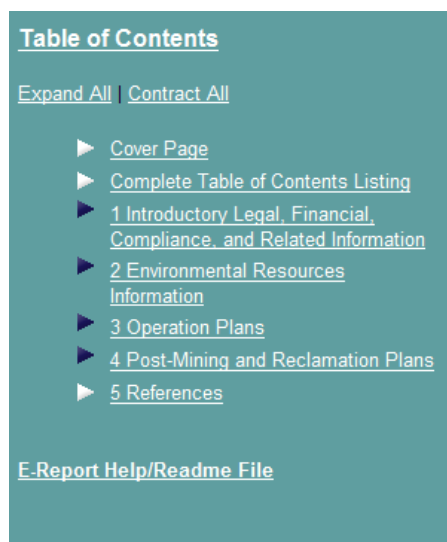 Table of Contents
Expand All | Contract All
Cover Page
Complete Table of Contents Listing
1 Introductory Legal, Financial,
Compliance, and Related Information
2 Environmental Resources
Information
3 Operation Plans
4 Post-Mining and Reclamation Plans
5 References
E-Report Help/Readme File